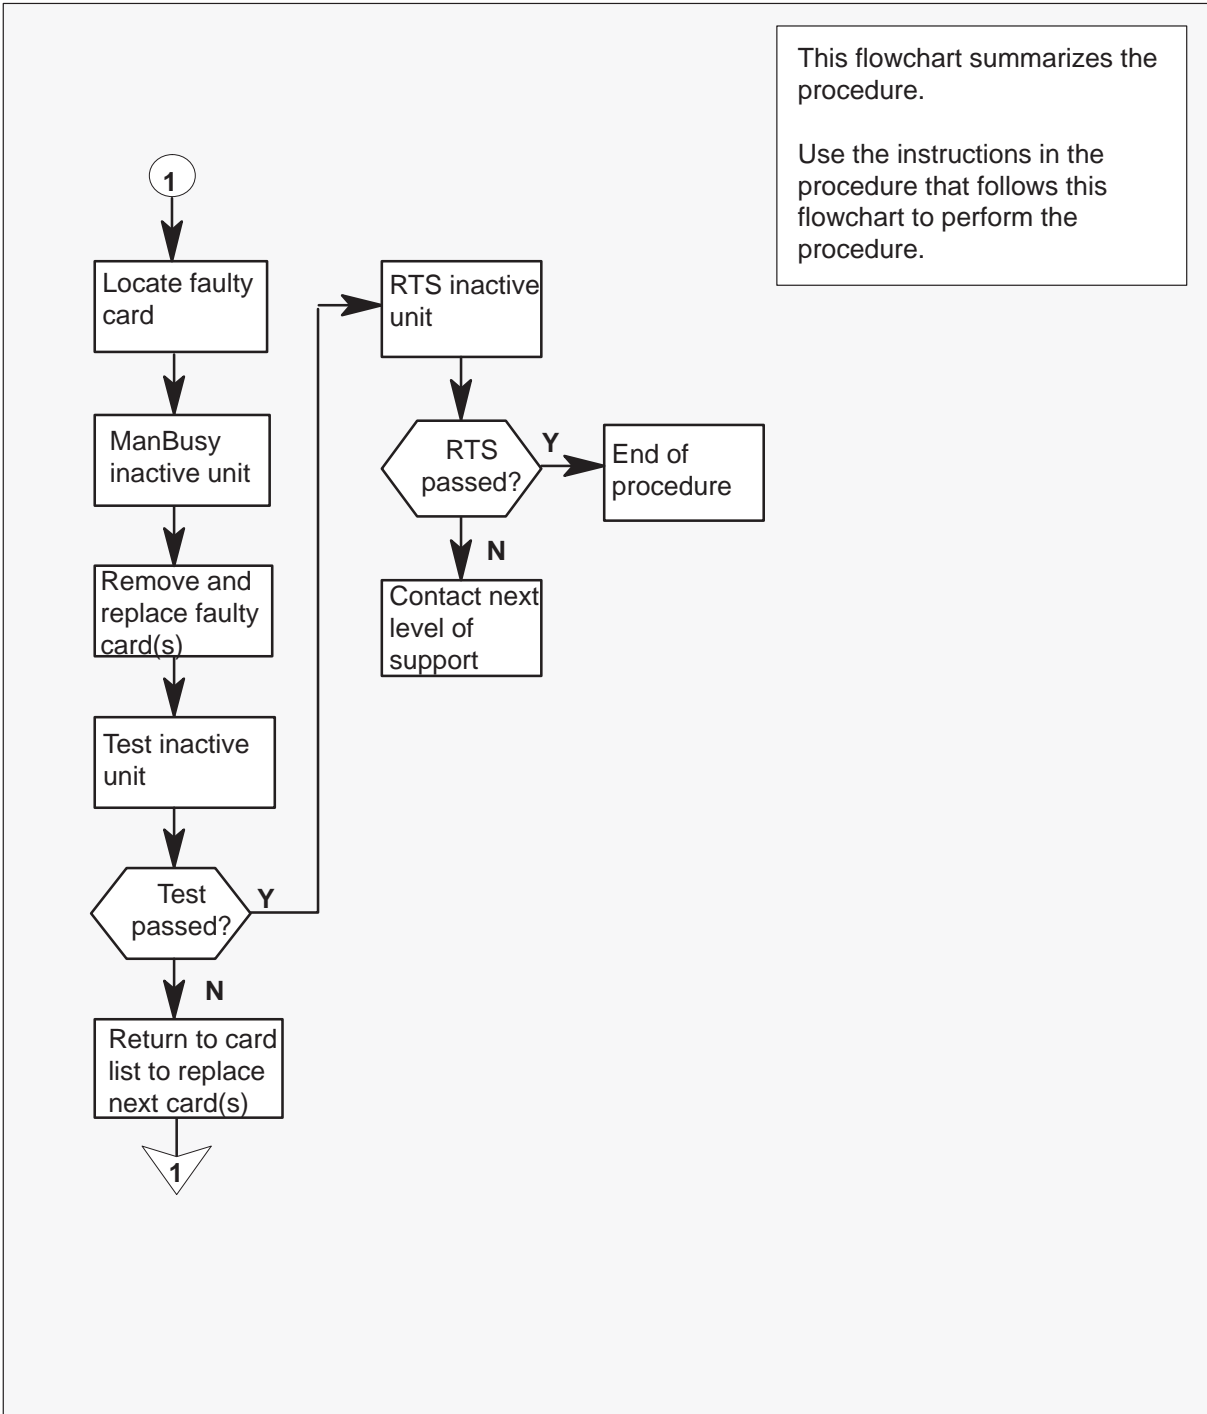 This flowchart summarizes the
procedure.
Use the instructions in the
procedure that follows this
flowchart to perform the
procedure.
1
Locate faulty
card
ManBusy
inactive unit
Remove and
replace faulty
card(s)
Test inactive
unit
Test
passed?
Y
N
Return to card
list to replace
next card(s)
1
RTS inactive
unit
RTS
passed?
Y
End of
procedure
N
Contact next
level of
support